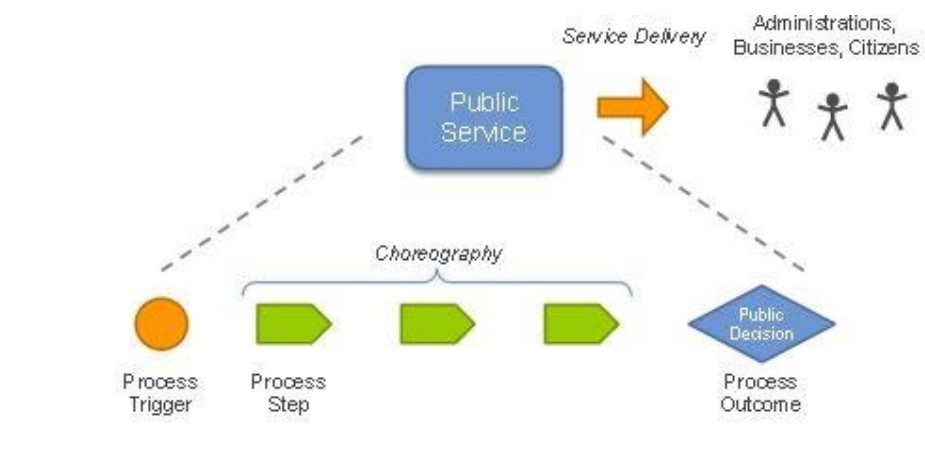 Service Delivery
Administrations,
Businesses, Citizens
Public
Service
Choreography
Public
Decision
Process
Trigger
Process
Step
Process
Outcome